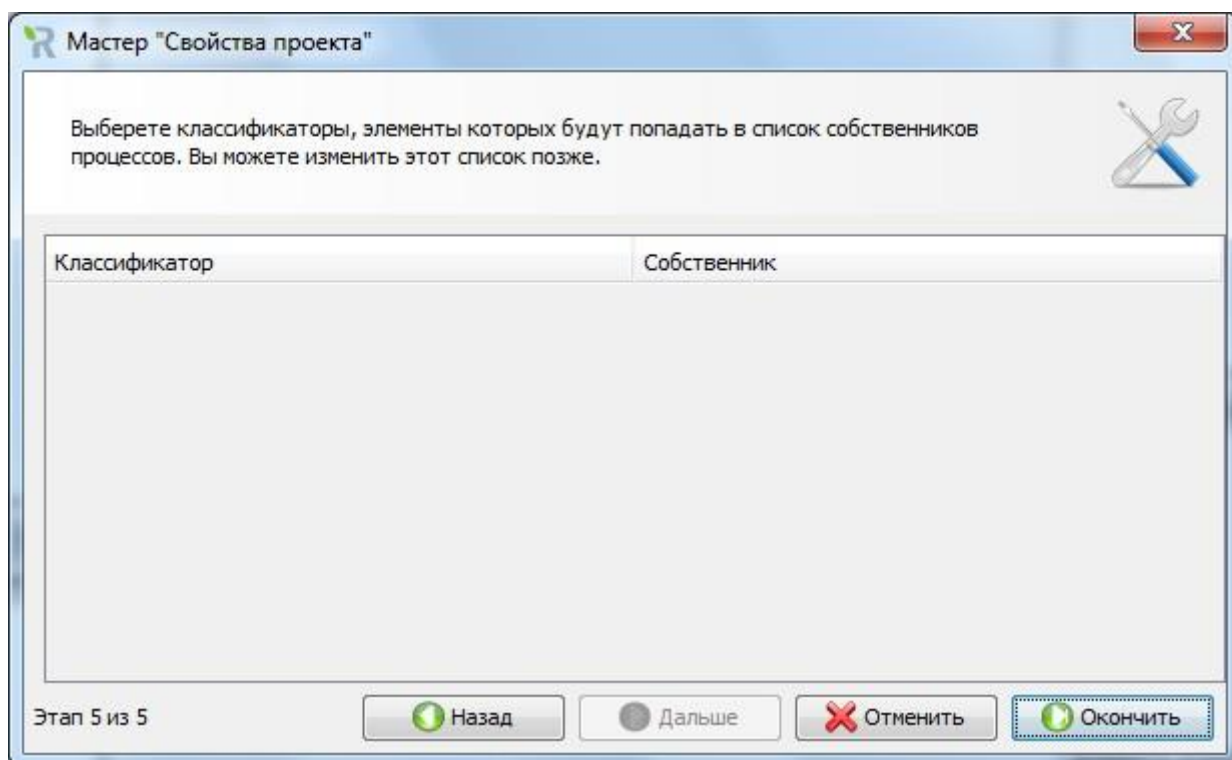 Мастер "Свойства проекта"
Выберете классификаторы, элементы которых будут попадать в список собственников
процессов. Вы можете изменить этот список позже.
Классификатор Собственник
Этап 5 из 5 Назад Дальше Отменить Окончить